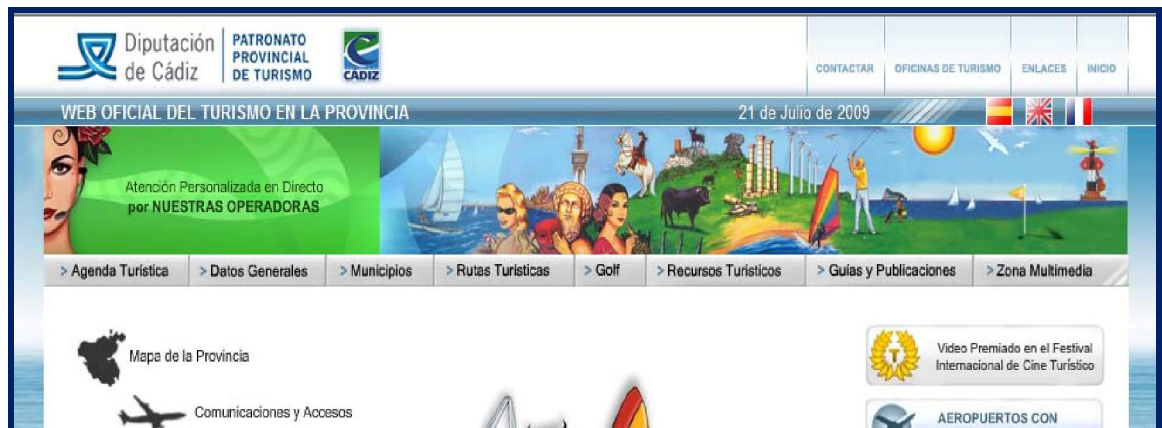 Diputación
de Cádiz
PATRONATO
PROVINCIAL
DE TURISMO
CÁDIZ
CONTACTAR OFICINAS DE TURISMO ENLACES INICIO
WEB OFICIAL DEL TURISMO EN LA PROVINCIA 21 de Julio de 2009
Atención Personalizada en Directo
por NUESTRAS OPERADORAS
> Agenda Turística > Datos Generales > Municipios > Rutas Turísticas > Golf > Recursos Turísticos > Guías y Publicaciones > Zona Multimedia
Mapa de la Provincia
Video Premiado en el Festival
Internacional de Cine Turístico
T
Comunicaciones y Accesos
AEROPUERTOS CON